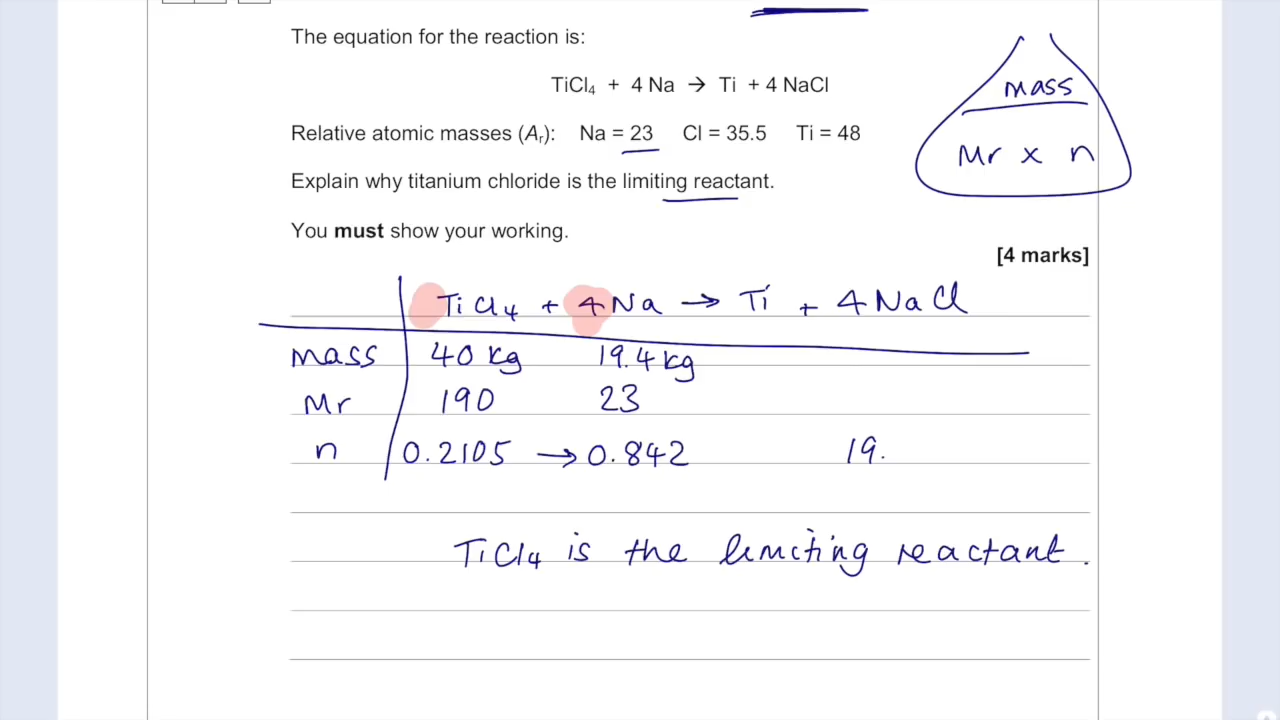 The equation for the reaction is:
TiCl₄ + 4 Na → Ti + 4 NaCl
mass
Relative atomic masses (Aᵣ): Na = 23 Cl = 35.5 Ti = 48
Mr x n
Explain why titanium chloride is the limiting reactant.
You must show your working.
[4 marks]
TiCl₄ + 4Na → Ti + 4NaCl
mass 40 kg 19.4 kg
Mr 190 23
n 0.2105 → 0.842 19.
TiCl₄ is the limiting reactant.